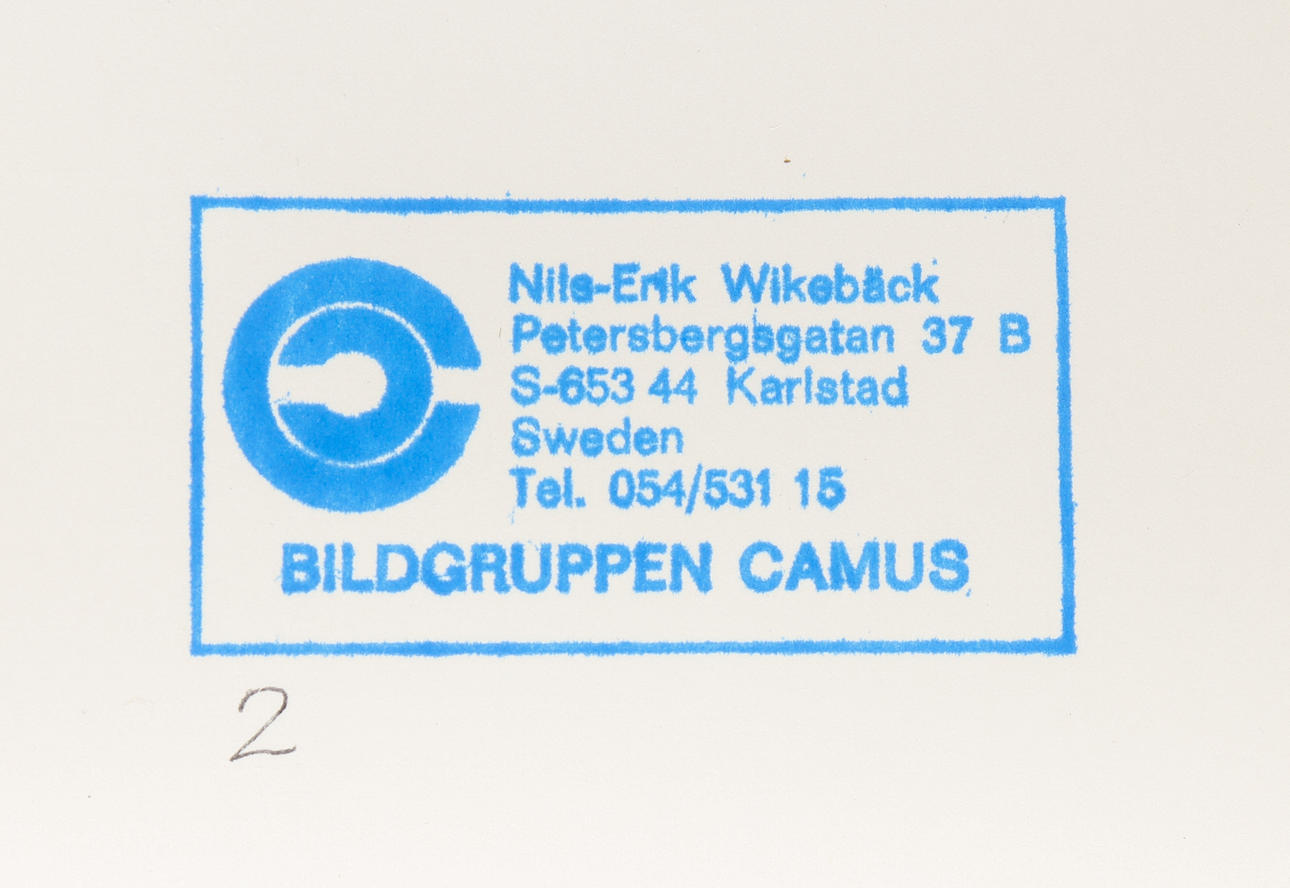 Nils-Erik Wikebäck
Petersbergsgatan 37 B
S-653 44 Karlstad
Sweden
Tel. 054/531 15
BILDGRUPPEN CAMUS
2